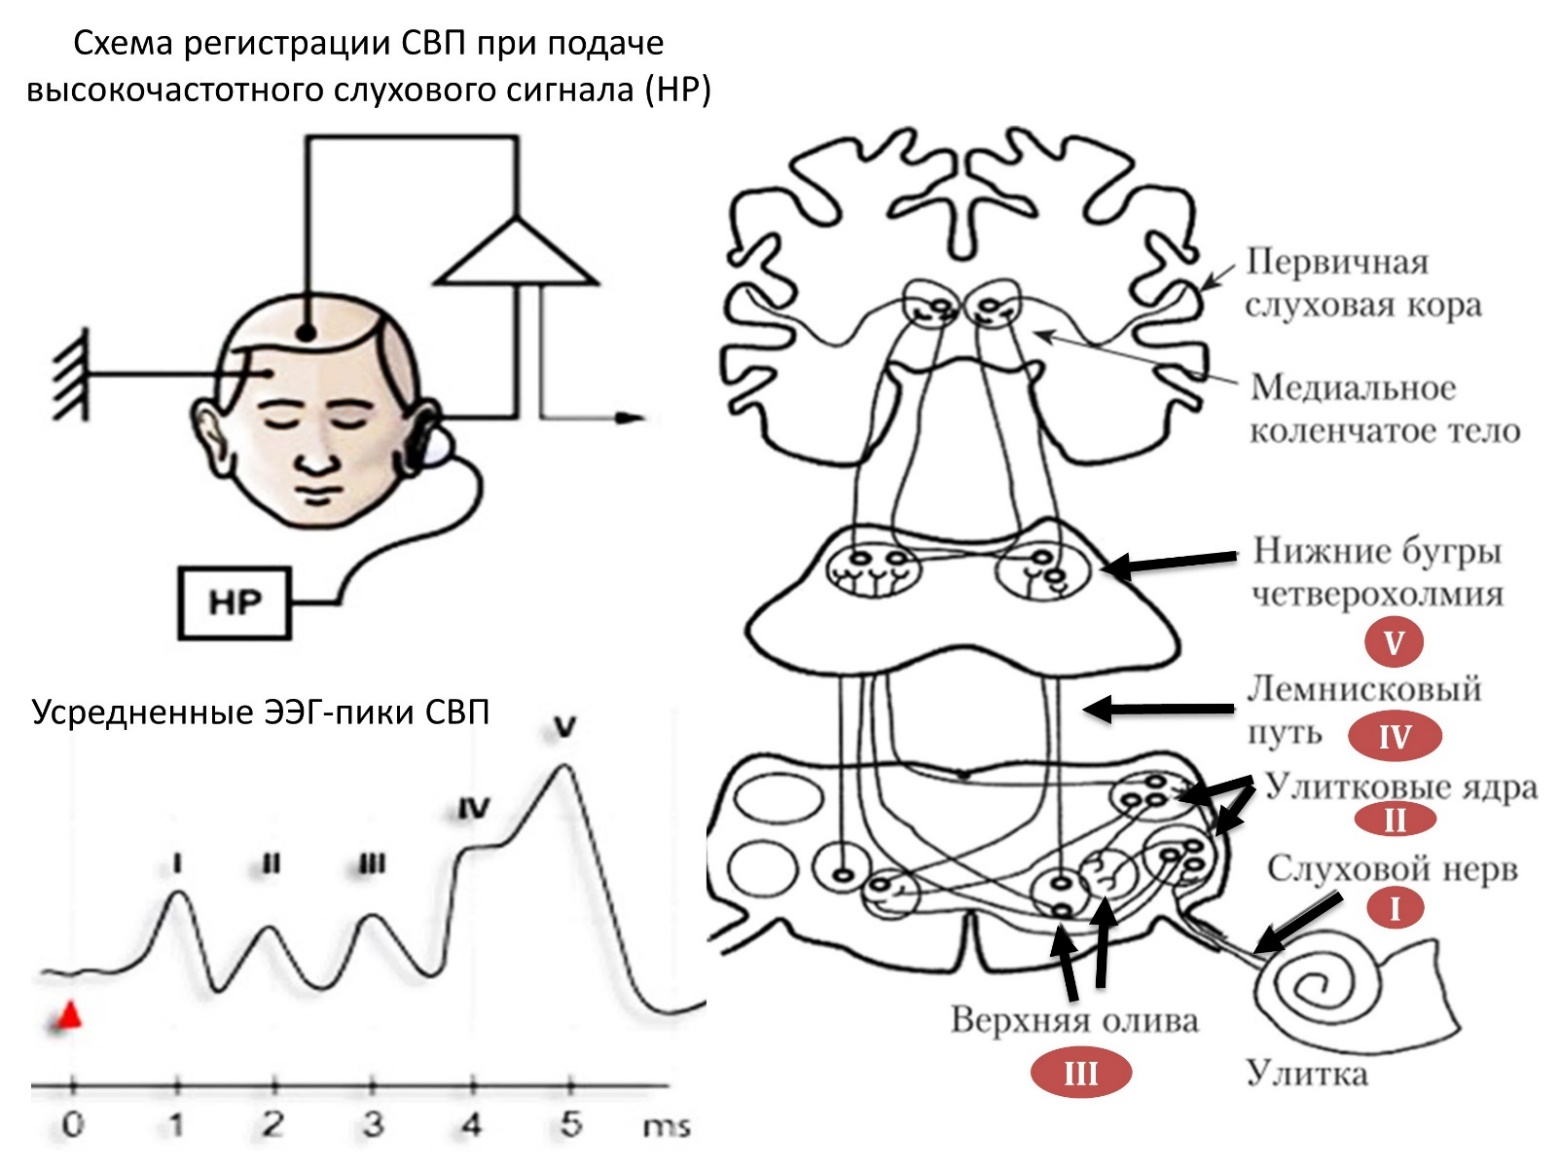 Схема регистрации СВП при подаче
высокочастотного слухового сигнала (HP)
HP
Усредненные ЭЭГ-пики СВП
I
II
III
IV
V
0 1 2 3 4 5 ms
Первичная
слуховая кора
Медиальное
коленчатое тело
Нижние бугры
четверохолмия
V
Лемнисковый
путь IV
Улитковые ядра
II
Слуховой нерв
I
Верхняя олива
III
Улитка